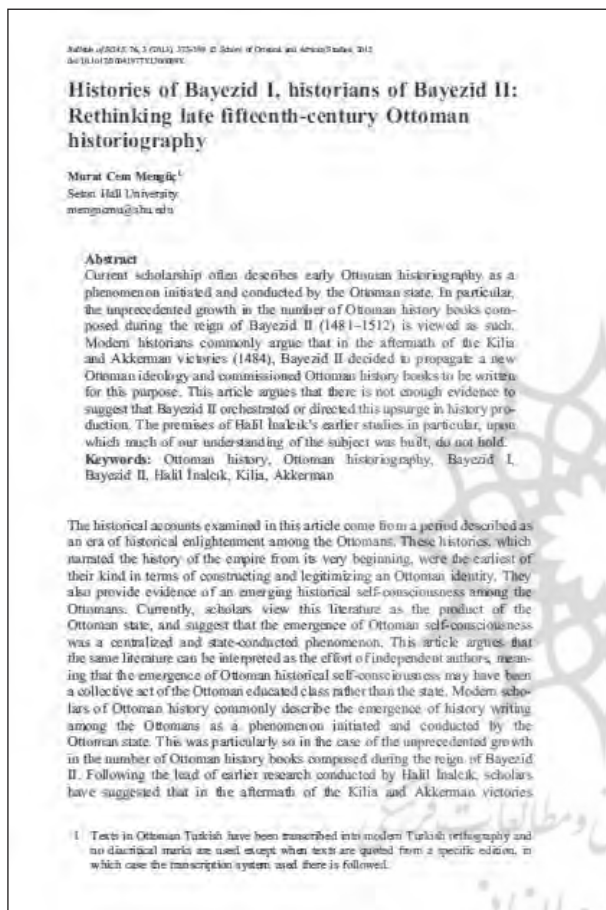 Bulletin of SOAS, 76, 3 (2013), © School of Oriental and African Studies, 2013.
Histories of Bayezid I, historians of Bayezid II:
Rethinking late fifteenth-century Ottoman
historiography
Murat Cem Mengüç¹
Seton Hall University
mengucmu@shu.edu
Abstract
Current scholarship often describes early Ottoman historiography as a
phenomenon initiated and conducted by the Ottoman state. In particular,
the unprecedented growth in the number of Ottoman history books com-
posed during the reign of Bayezid II (1481–1512) is viewed as such.
Modern historians commonly argue that in the aftermath of the Kilia
and Akkerman victories (1484), Bayezid II decided to propagate a new
Ottoman ideology and commissioned Ottoman history books to be written
for this purpose. This article argues that there is not enough evidence to
suggest that Bayezid II orchestrated or directed this upsurge in history pro-
duction. The premises of Halil İnalcık's earlier studies in particular, upon
which much of our understanding of the subject was built, do not hold.
Keywords: Ottoman history, Ottoman historiography, Bayezid I,
Bayezid II, Halil İnalcık, Kilia, Akkerman
The historical accounts examined in this article come from a period described as
an era of historical enlightenment among the Ottomans. These histories, which
narrated the history of the empire from its very beginning, were the earliest of
their kind in terms of constructing and legitimizing an Ottoman identity. They
also provide evidence of an emerging historical self-consciousness among the
Ottomans. Currently, scholars view this literature as the product of the
Ottoman state, and suggest that the emergence of Ottoman self-consciousness
was a centralized and state-conducted phenomenon. This article argues that
the same literature can be interpreted as the effort of independent authors, mean-
ing that the emergence of Ottoman historical self-consciousness may have been
a collective act of the Ottoman educated class rather than the state. Modern scho-
lars of Ottoman history commonly describe the emergence of history writing
among the Ottomans as a phenomenon initiated and conducted by the
Ottoman state. This was particularly so in the case of the unprecedented growth
in the number of Ottoman history books composed during the reign of Bayezid
II. Following the lead of earlier research conducted by Halil İnalcık, scholars
have suggested that in the aftermath of the Kilia and Akkerman victories
1 Texts in Ottoman Turkish have been transcribed into modern Turkish orthography and
no diacritical marks are used except when texts are quoted from a specific edition, in
which case the transcription system used there is followed.